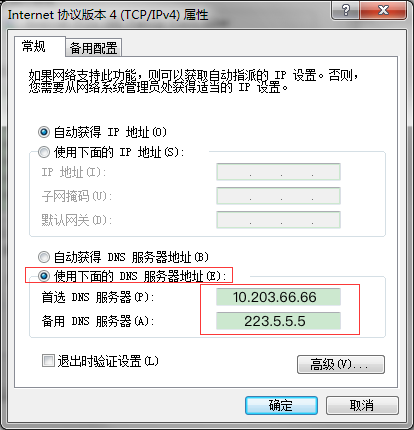 Internet 协议版本 4 (TCP/IPv4) 属性
常规 备用配置
如果网络支持此功能，则可以获取自动指派的 IP 设置。否则，
您需要从网络系统管理员处获得适当的 IP 设置。
自动获得 IP 地址(O)
使用下面的 IP 地址(S):
IP 地址(I):
子网掩码(U):
默认网关(D):
自动获得 DNS 服务器地址(B)
使用下面的 DNS 服务器地址(E):
首选 DNS 服务器(P): 10.203.66.66
备用 DNS 服务器(A): 223.5.5.5
退出时验证设置(L)
高级(V)...
确定 取消